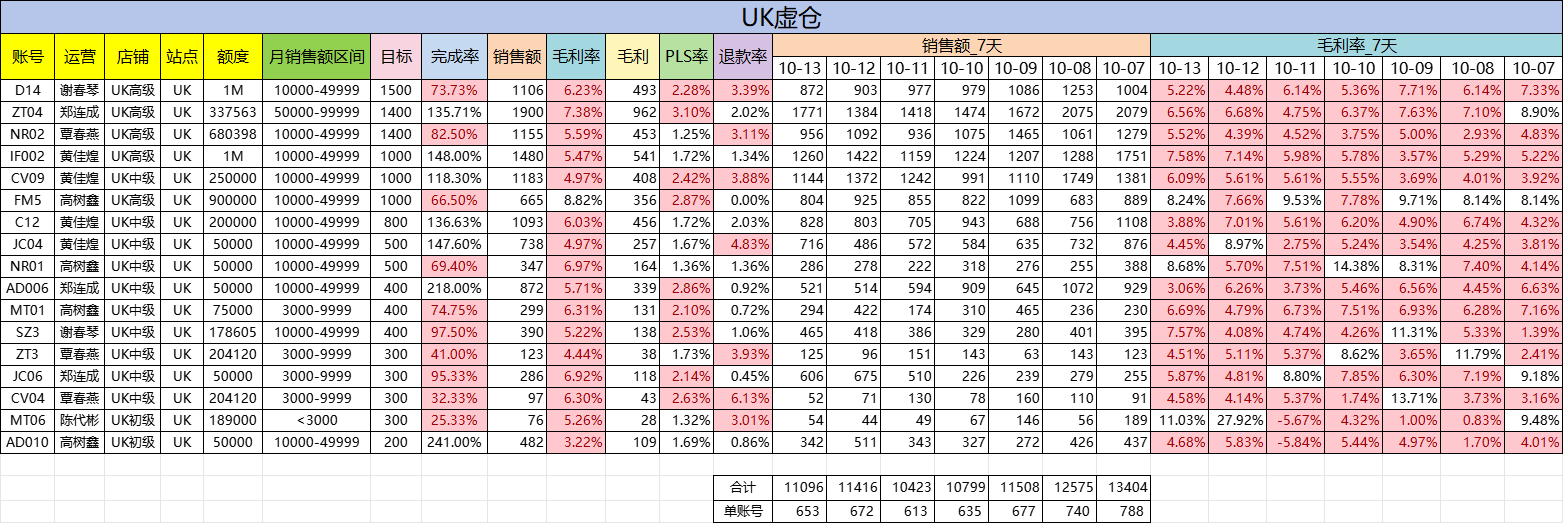 UK虚仓
账号 运营 店铺 站点 额度 月销售额区间 目标 完成率 销售额 毛利率 毛利 PLS率 退款率 销售额_7天 毛利率_7天
10-13 10-12 10-11 10-10 10-09 10-08 10-07 10-13 10-12 10-11 10-10 10-09 10-08 10-07
D14 谢春琴 UK高级 UK 1M 10000-49999 1500 73.73% 1106 6.23% 493 2.28% 3.39% 872 903 977 979 1086 1253 1004 5.22% 4.48% 6.14% 5.36% 7.71% 6.14% 7.33%
ZT04 郑连成 UK高级 UK 337563 50000-99999 1400 135.71% 1900 7.38% 962 3.10% 2.02% 1771 1384 1418 1474 1672 2075 2079 6.56% 6.68% 4.75% 6.37% 7.63% 7.10% 8.90%
NR02 覃春燕 UK高级 UK 680398 10000-49999 1400 82.50% 1155 5.59% 453 1.25% 3.11% 956 1092 936 1075 1465 1061 1279 5.52% 4.39% 4.52% 3.75% 5.00% 2.93% 4.83%
IF002 黄佳煌 UK高级 UK 1M 10000-49999 1000 148.00% 1480 5.47% 541 1.72% 1.34% 1260 1422 1159 1224 1207 1288 1751 7.58% 7.14% 5.98% 5.78% 3.57% 5.29% 5.22%
CV09 黄佳煌 UK中级 UK 250000 10000-49999 1000 118.30% 1183 4.97% 408 2.42% 3.88% 1144 1372 1242 991 1110 1749 1381 6.09% 5.61% 5.61% 5.55% 3.69% 4.01% 3.92%
FM5 高树鑫 UK高级 UK 900000 10000-49999 1000 66.50% 665 8.82% 356 2.87% 0.00% 804 925 855 822 1099 683 889 8.24% 7.66% 9.53% 7.78% 9.71% 8.14% 8.14%
C12 黄佳煌 UK中级 UK 200000 10000-49999 800 136.63% 1093 6.03% 456 1.72% 2.03% 828 803 705 943 688 756 1108 3.88% 7.01% 5.61% 6.20% 4.90% 6.74% 4.32%
JC04 黄佳煌 UK中级 UK 50000 10000-49999 500 147.60% 738 4.97% 257 1.67% 4.83% 716 486 572 584 635 732 876 4.45% 8.97% 2.75% 5.24% 3.54% 4.25% 3.81%
NR01 高树鑫 UK中级 UK 50000 10000-49999 500 69.40% 347 6.97% 164 1.36% 1.36% 286 278 222 318 276 255 388 8.68% 5.70% 7.51% 14.38% 8.31% 7.40% 4.14%
AD006 郑连成 UK中级 UK 50000 10000-49999 400 218.00% 872 5.71% 339 2.86% 0.92% 521 514 594 909 645 1072 929 3.06% 6.26% 3.73% 5.46% 6.56% 4.45% 6.63%
MT01 高树鑫 UK中级 UK 75000 3000-9999 400 74.75% 299 6.31% 131 2.10% 0.72% 294 422 174 310 465 236 230 6.69% 4.79% 6.73% 7.51% 6.93% 6.28% 7.16%
SZ3 谢春琴 UK中级 UK 178605 10000-49999 400 97.50% 390 5.22% 138 2.53% 1.06% 465 418 386 329 280 401 395 7.57% 4.08% 4.74% 4.26% 11.31% 5.33% 1.39%
ZT3 覃春燕 UK中级 UK 204120 3000-9999 300 41.00% 123 4.44% 38 1.73% 3.93% 125 96 151 143 63 143 123 4.51% 5.11% 5.37% 8.62% 3.65% 11.79% 2.41%
JC06 郑连成 UK中级 UK 50000 3000-9999 300 95.33% 286 6.92% 118 2.14% 0.45% 606 675 510 226 239 279 255 5.87% 4.81% 8.80% 7.85% 6.30% 7.19% 9.18%
CV04 覃春燕 UK中级 UK 204120 3000-9999 300 32.33% 97 6.30% 43 2.63% 6.13% 52 71 130 78 160 110 91 4.58% 4.14% 5.37% 1.74% 13.71% 3.73% 3.16%
MT06 陈代彬 UK初级 UK 189000 <3000 300 25.33% 76 5.26% 28 1.32% 3.01% 54 44 49 67 146 56 189 11.03% 27.92% -5.67% 4.32% 1.00% 0.83% 9.48%
AD010 高树鑫 UK初级 UK 50000 10000-49999 200 241.00% 482 3.22% 109 1.69% 0.86% 342 511 343 327 272 426 437 4.68% 5.83% -5.84% 5.44% 4.97% 1.70% 4.01%
合计 11096 11416 10423 10799 11508 12575 13404
单账号 653 672 613 635 677 740 788